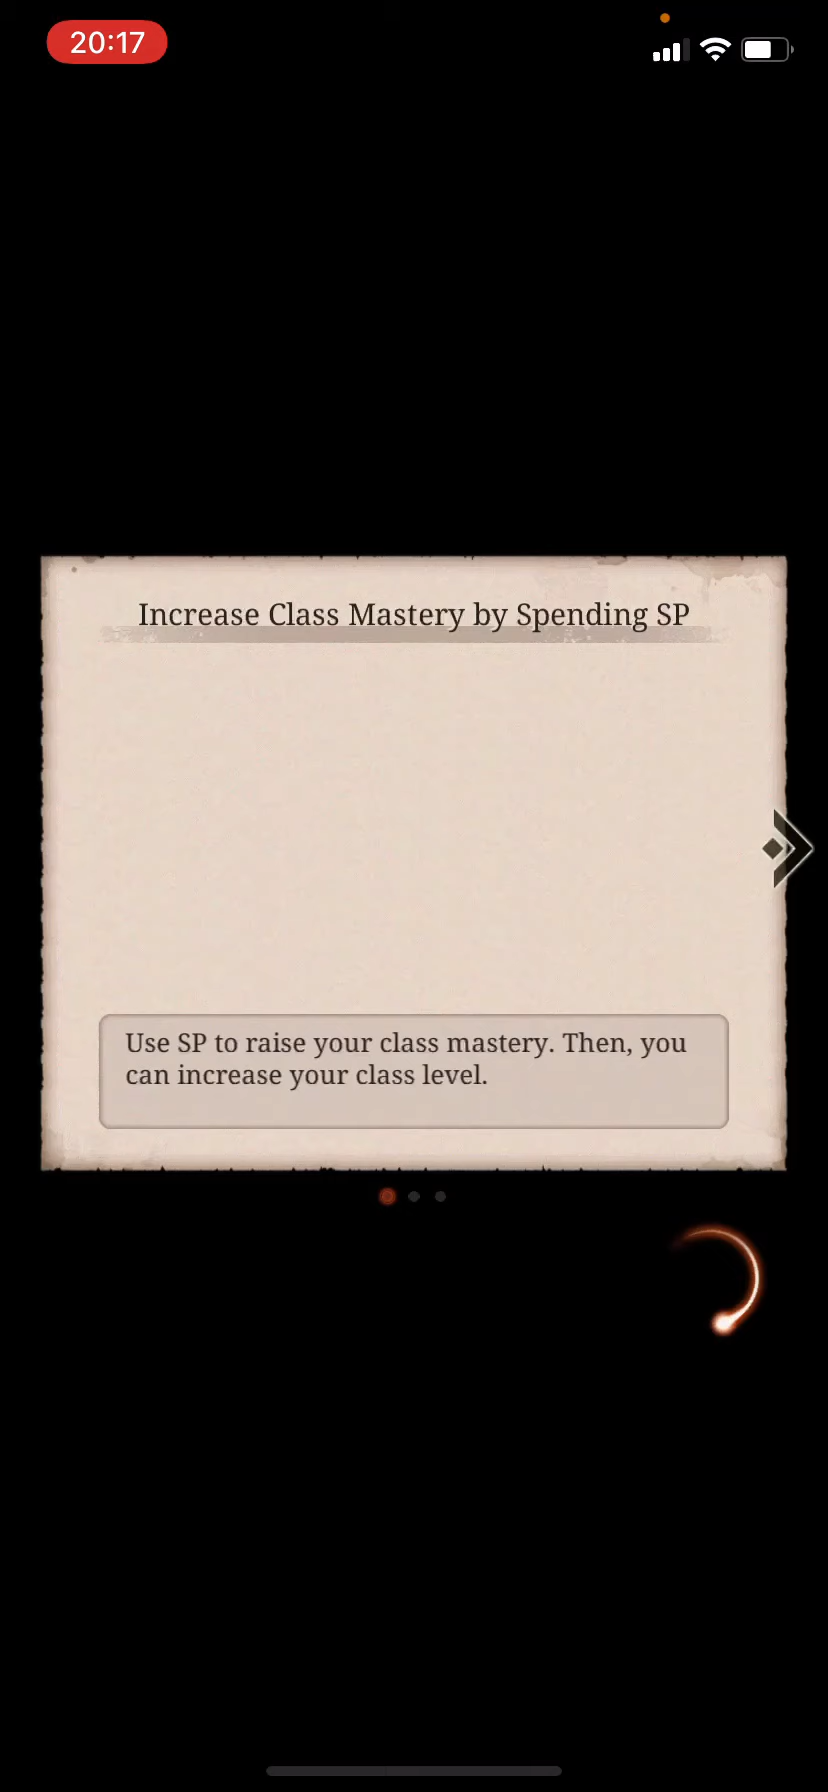 20:17
Increase Class Mastery by Spending SP
Use SP to raise your class mastery. Then, you
can increase your class level.